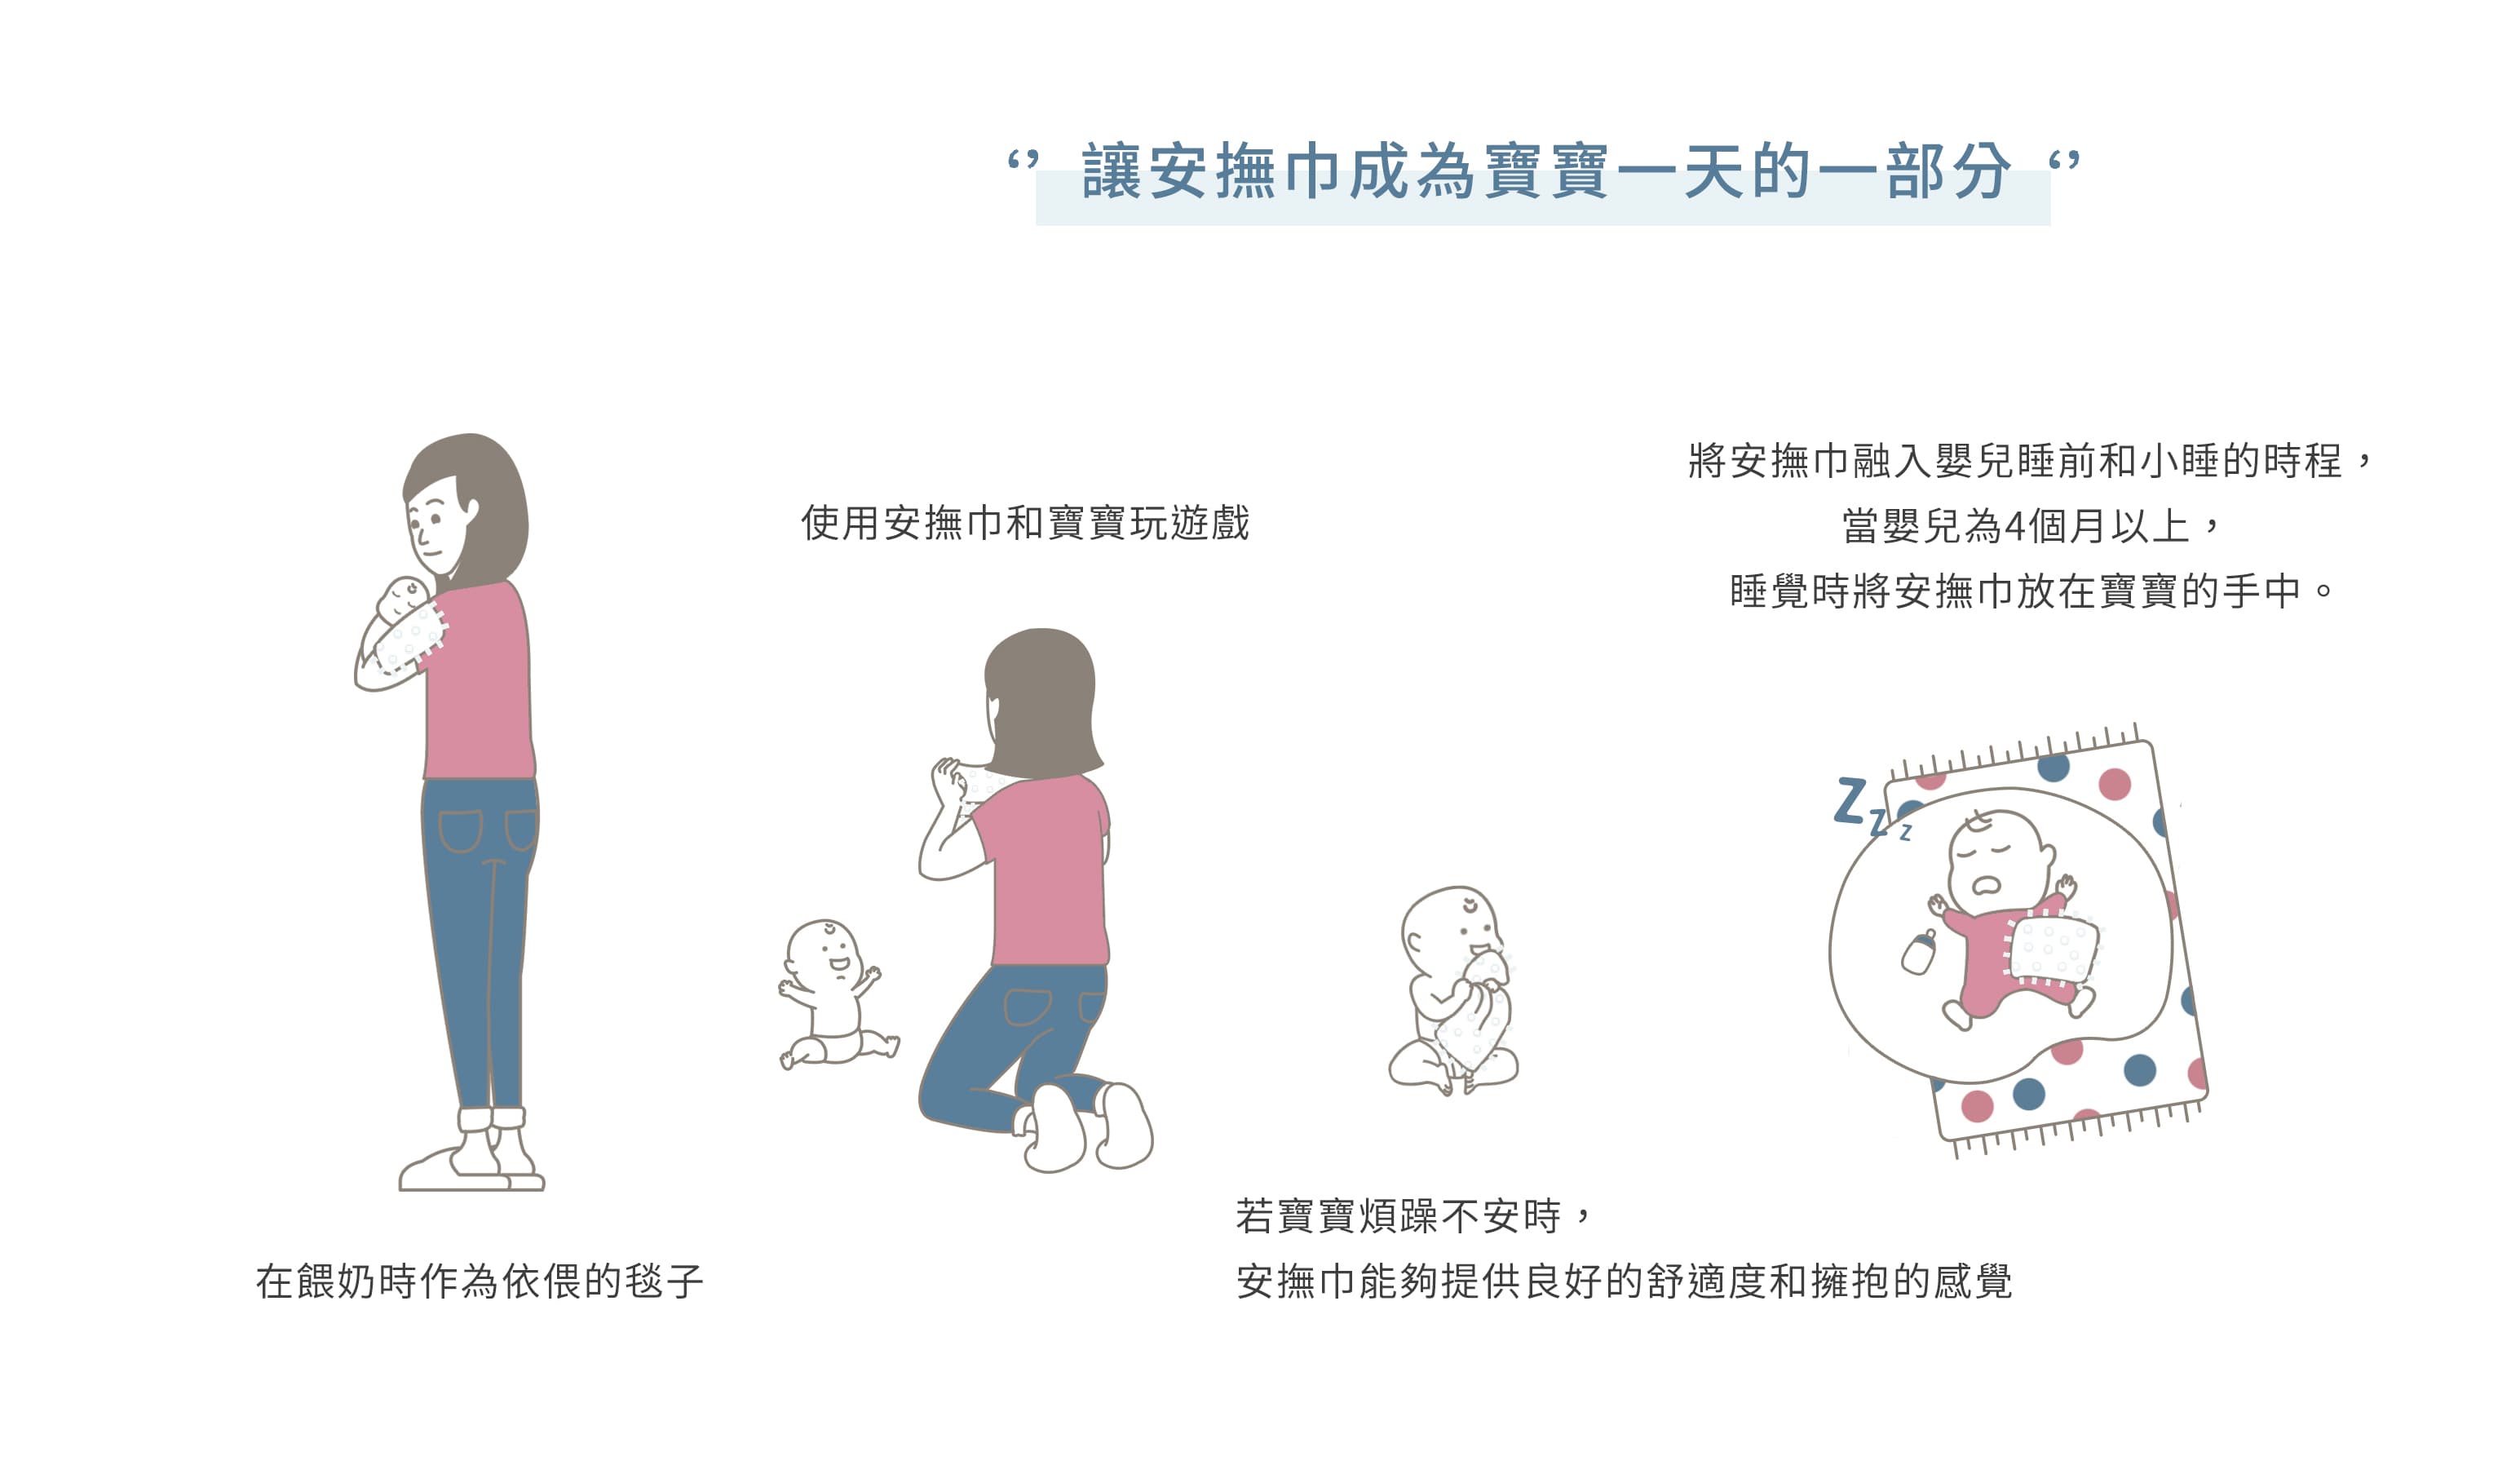 ‘’ 讓安撫巾成為寶寶一天的一部分 ‘’
在餵奶時作為依偎的毯子
使用安撫巾和寶寶玩遊戲
若寶寶煩躁不安時，
安撫巾能夠提供良好的舒適度和擁抱的感覺
將安撫巾融入嬰兒睡前和小睡的時程，
當嬰兒為4個月以上，
睡覺時將安撫巾放在寶寶的手中。
Zzz